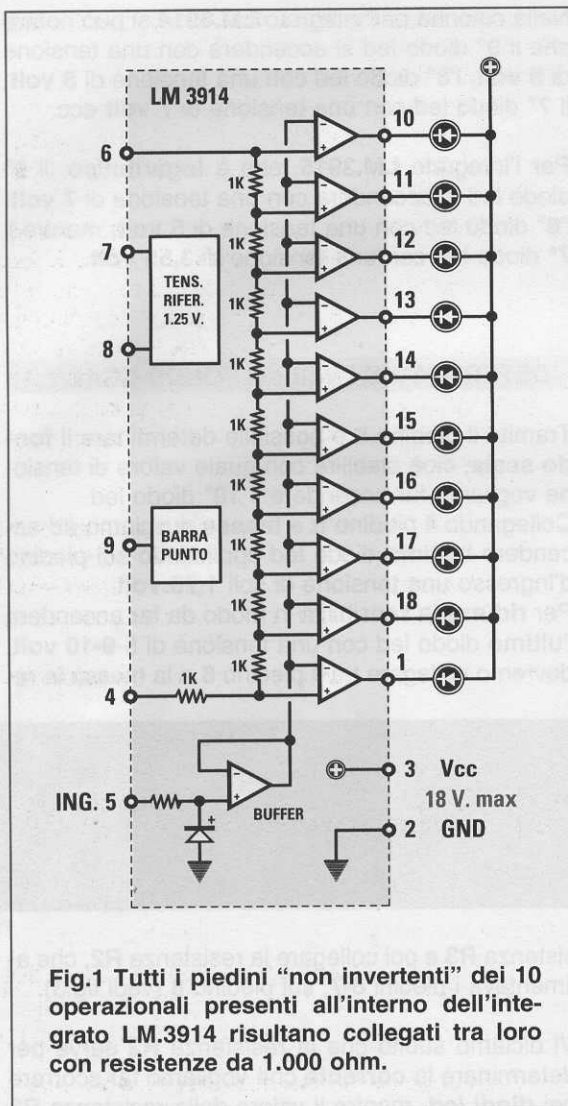 LM 3914
6
7
8
9
4
ING. 5
TENS.
RIFER.
1.25 V.
BARRA
PUNTO
1K
1K
1K
1K
1K
1K
1K
1K
1K
1K
10
11
12
13
14
15
16
17
18
1
BUFFER
3 Vcc
18 V. max
2 GND
Fig.1 Tutti i piedini “non invertenti” dei 10
operazionali presenti all'interno dell'inte-
grato LM.3914 risultano collegati tra loro
con resistenze da 1.000 ohm.